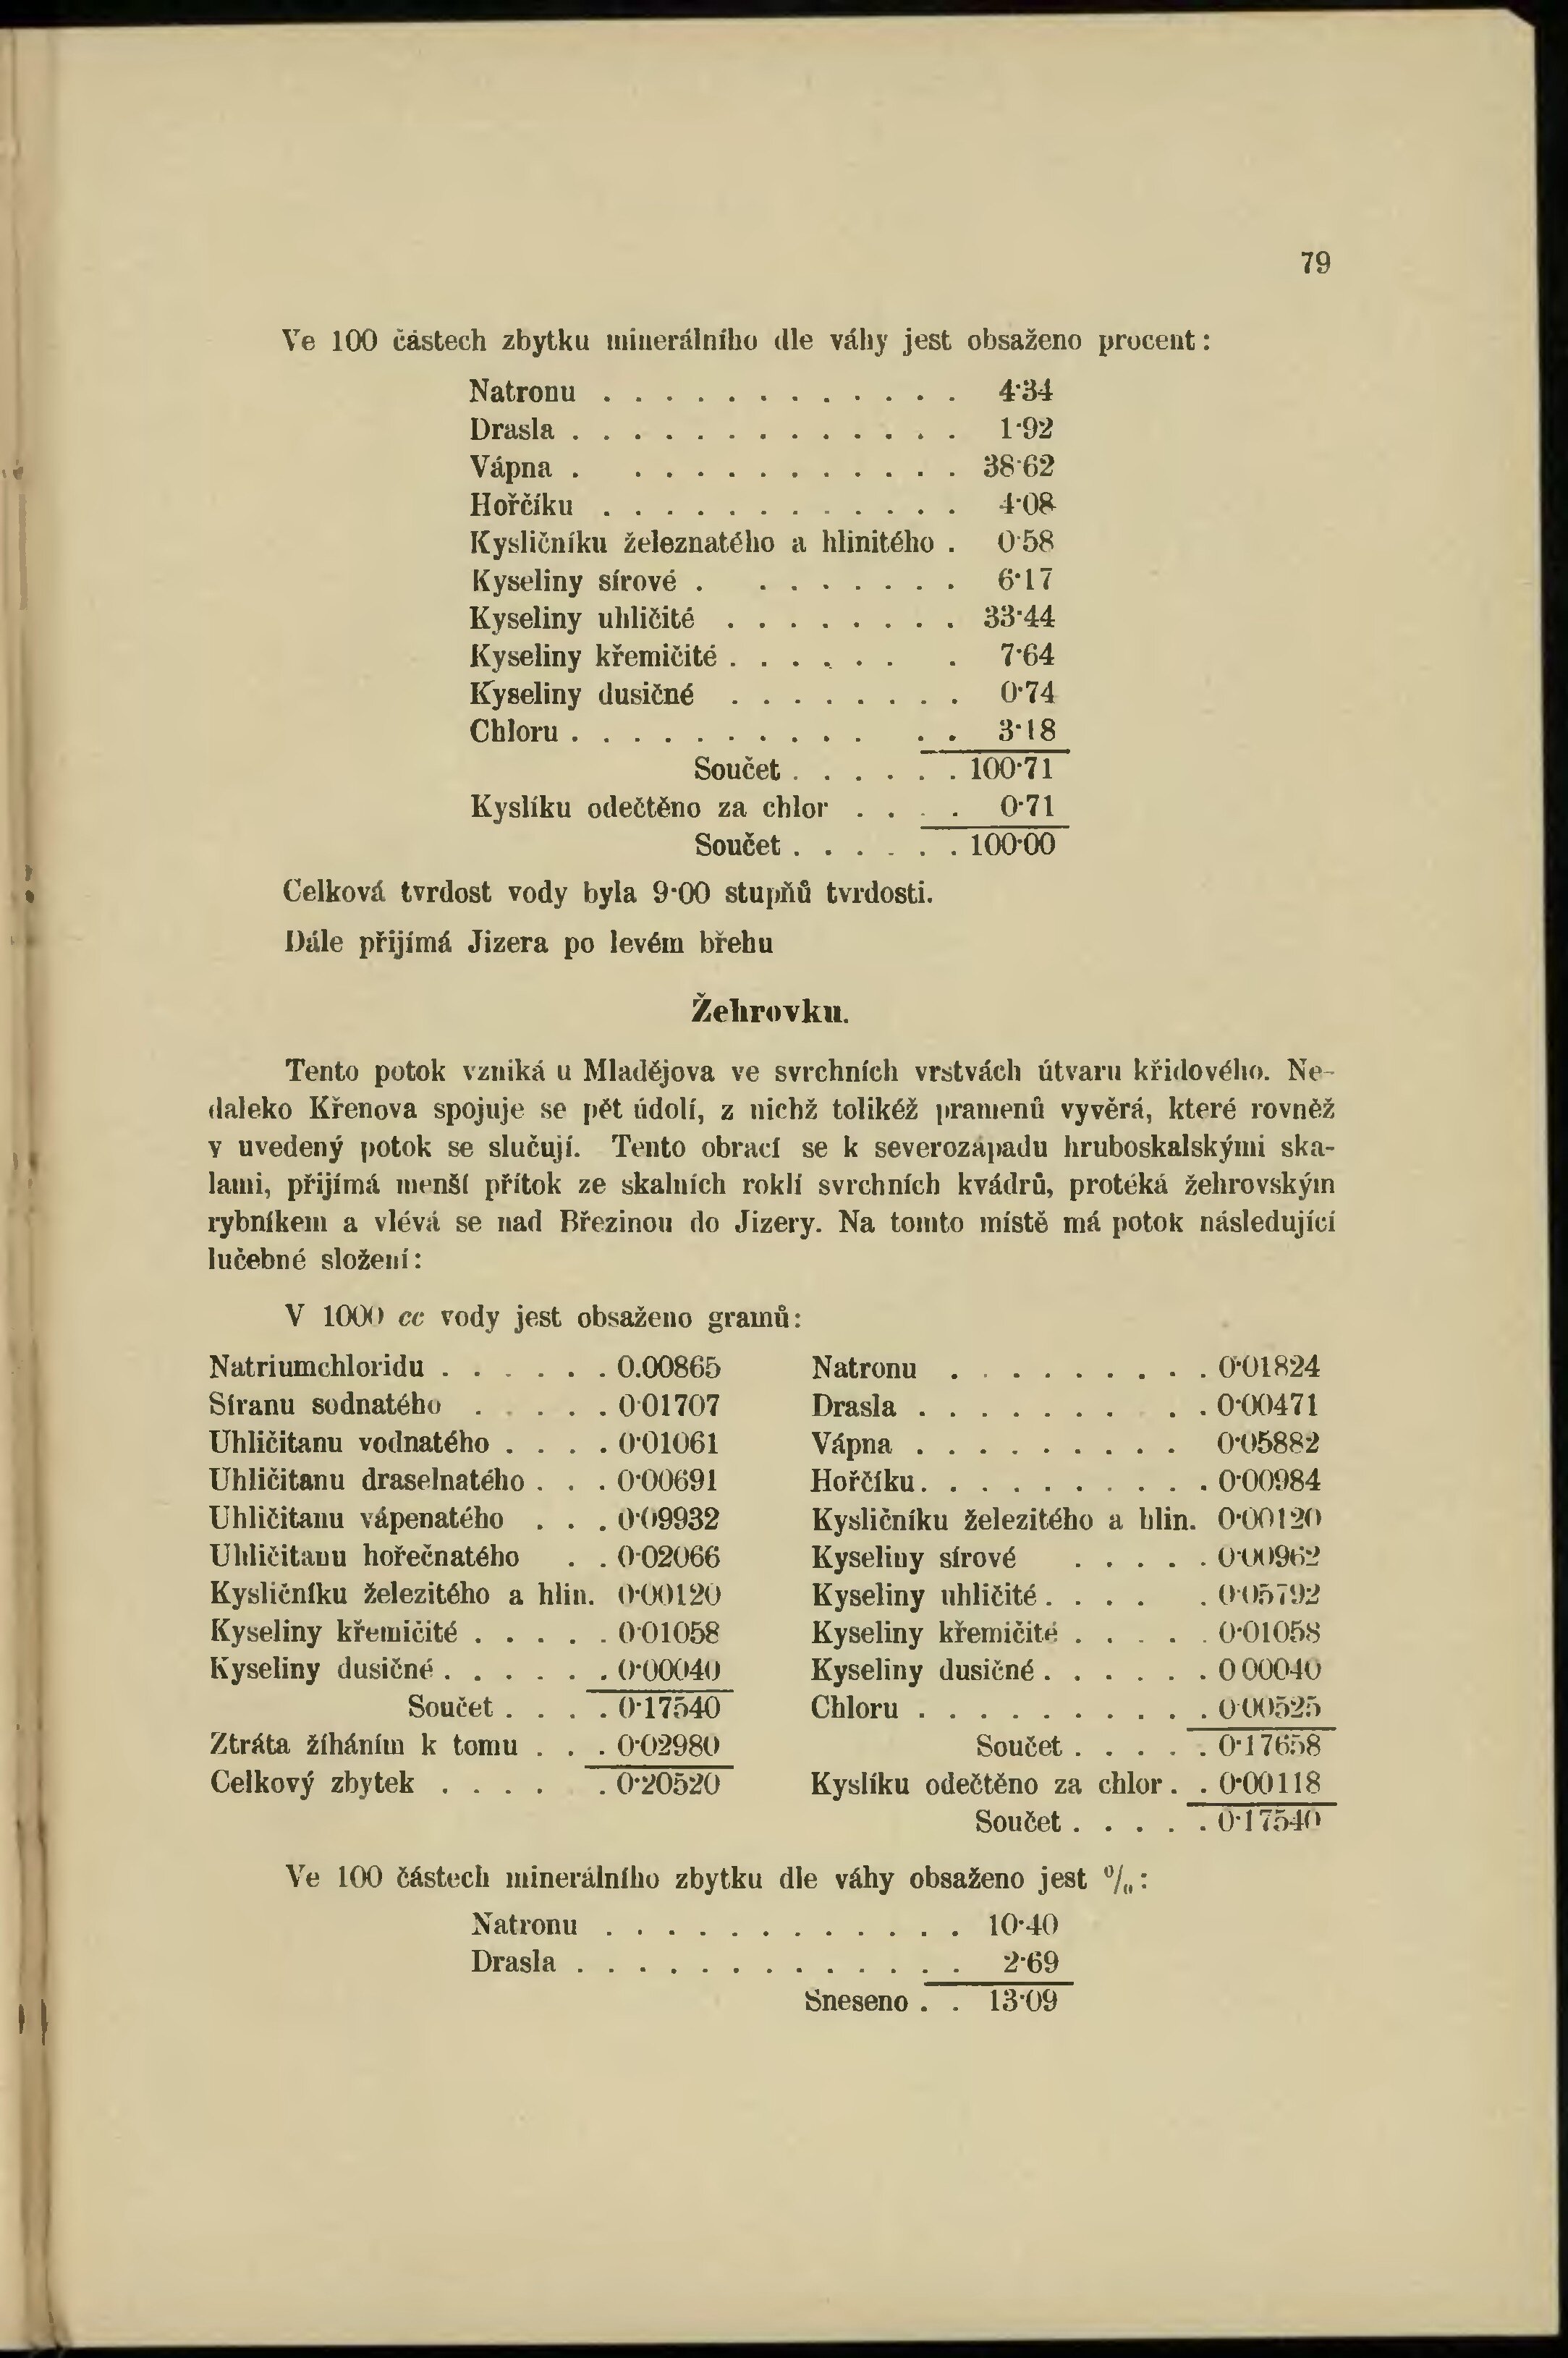 79
Ve 100 částech zbytku minerálního dle váhy jest obsaženo procent:
Natronu . . . . . . . . . . . . 4·34
Drasla . . . . . . . . . . . . . 1·92
Vápna . . . . . . . . . . . . 38·62
Hořčíku . . . . . . . . . . . . 4·08
Kysličníku železnatého a hlinitého . 0·58
Kyseliny sírové . . . . . . . . 6·17
Kyseliny uhličité . . . . . . . . 33·44
Kyseliny křemičité . . . . . . . 7·64
Kyseliny dusičné . . . . . . . . 0·74
Chloru . . . . . . . . . . . . 3·18
Součet . . . . . . 100·71
Kyslíku odečtěno za chlor . . . . 0·71
Součet . . . . . . 100·00
Celková tvrdost vody byla 9·00 stupňů tvrdosti.
Dále přijímá Jizera po levém břehu
Žehrovku.
Tento potok vzniká u Mladějova ve svrchních vrstvách útvaru křidového. Ne-
daleko Křenova spojuje se pět údolí, z nichž tolikéž pramenů vyvěrá, které rovněž
v uvedený potok se slučují. Tento obrací se k severozápadu hruboskalskými ska-
lami, přijímá menší přítok ze skalních roklí svrchních kvádrů, protéká žehrovským
rybníkem a vlévá se nad Březinou do Jizery. Na tomto místě má potok následující
lučebné složení:
V 1000 cc vody jest obsaženo gramů:
Natriumchloridu . . . . . . 0.00865
Síranu sodnatého . . . . . 0·01707
Uhličitanu vodnatého . . . . 0·01061
Uhličitanu draselnatého . . . 0·00691
Uhličitanu vápenatého . . . 0·09932
Uhličitanu hořečnatého . . 0·02066
Kysličníku železitého a hlin. 0·00120
Kyseliny křemičité . . . . . 0·01058
Kyseliny dusičné . . . . . . 0·00040
Součet . . . . 0·17540
Ztráta žíháním k tomu . . . 0·02980
Celkový zbytek . . . . . 0·20520
Natronu . . . . . . . . . 0·01824
Drasla . . . . . . . . . . 0·00471
Vápna . . . . . . . . . 0·05882
Hořčíku . . . . . . . . . . 0·00984
Kysličníku železitého a hlin. 0·00120
Kyseliny sírové . . . . . 0·00962
Kyseliny uhličité . . . . . 0·05792
Kyseliny křemičité . . . . . 0·01058
Kyseliny dusičné . . . . . . 0 00040
Chloru . . . . . . . . . . 0·00525
Součet . . . . . 0·17658
Kyslíku odečtěno za chlor . . 0·00118
Součet . . . . . 0·17540
Ve 100 částech minerálního zbytku dle váhy obsaženo jest %:
Natronu . . . . . . . . . . . . 10·40
Drasla . . . . . . . . . . . . . 2·69
Sneseno . . 13·09